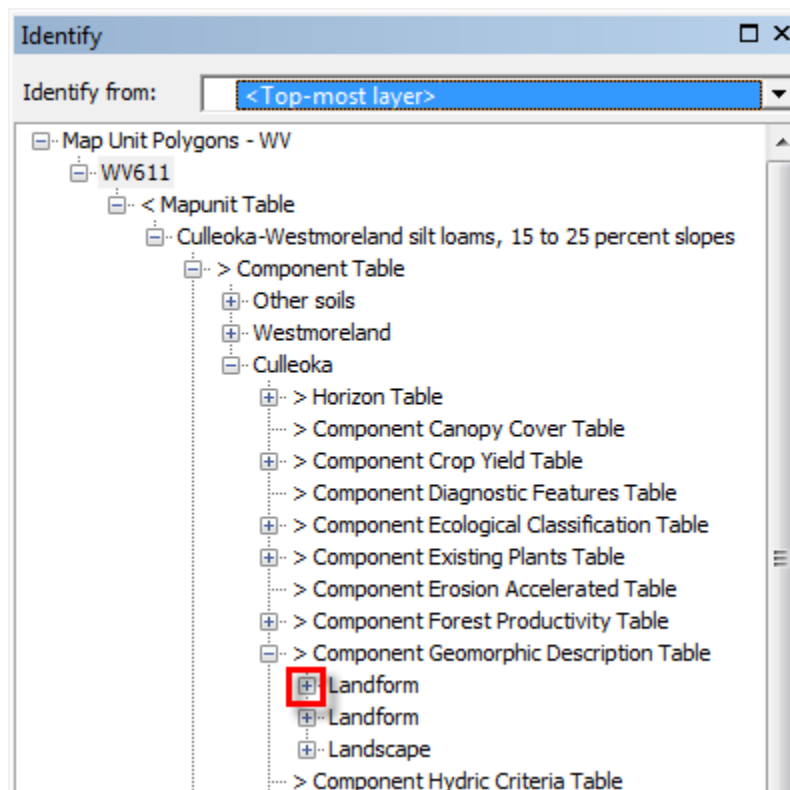 Identify
Identify from: <Top-most layer>
Map Unit Polygons - WV
WV611
< Mapunit Table
Culleoka-Westmoreland silt loams, 15 to 25 percent slopes
> Component Table
Other soils
Westmoreland
Culleoka
> Horizon Table
> Component Canopy Cover Table
> Component Crop Yield Table
> Component Diagnostic Features Table
> Component Ecological Classification Table
> Component Existing Plants Table
> Component Erosion Accelerated Table
> Component Forest Productivity Table
> Component Geomorphic Description Table
Landform
Landform
Landscape
> Component Hydric Criteria Table